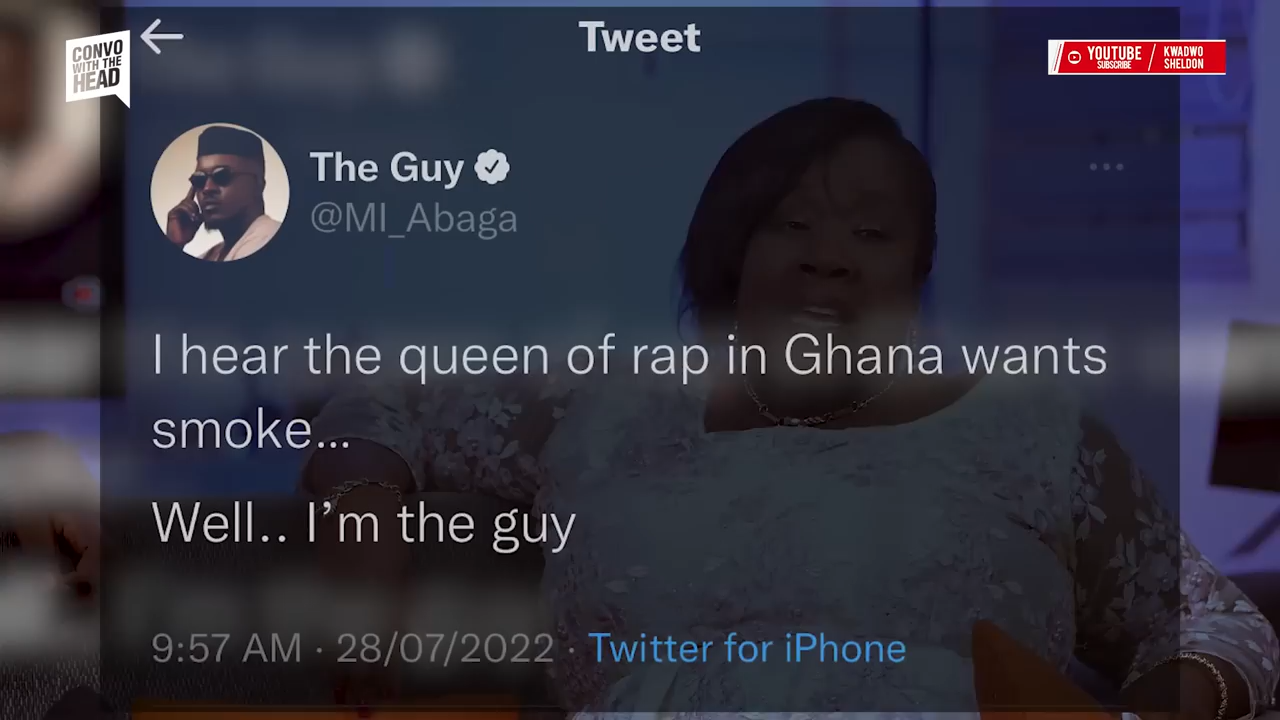 CONVO
WITH THE
HEAD
Tweet
YOUTUBE
SUBSCRIBE
KWADWO
SHELDON
The Guy
@MI_Abaga
I hear the queen of rap in Ghana wants
smoke...
Well.. I’m the guy
9:57 AM · 28/07/2022 · Twitter for iPhone